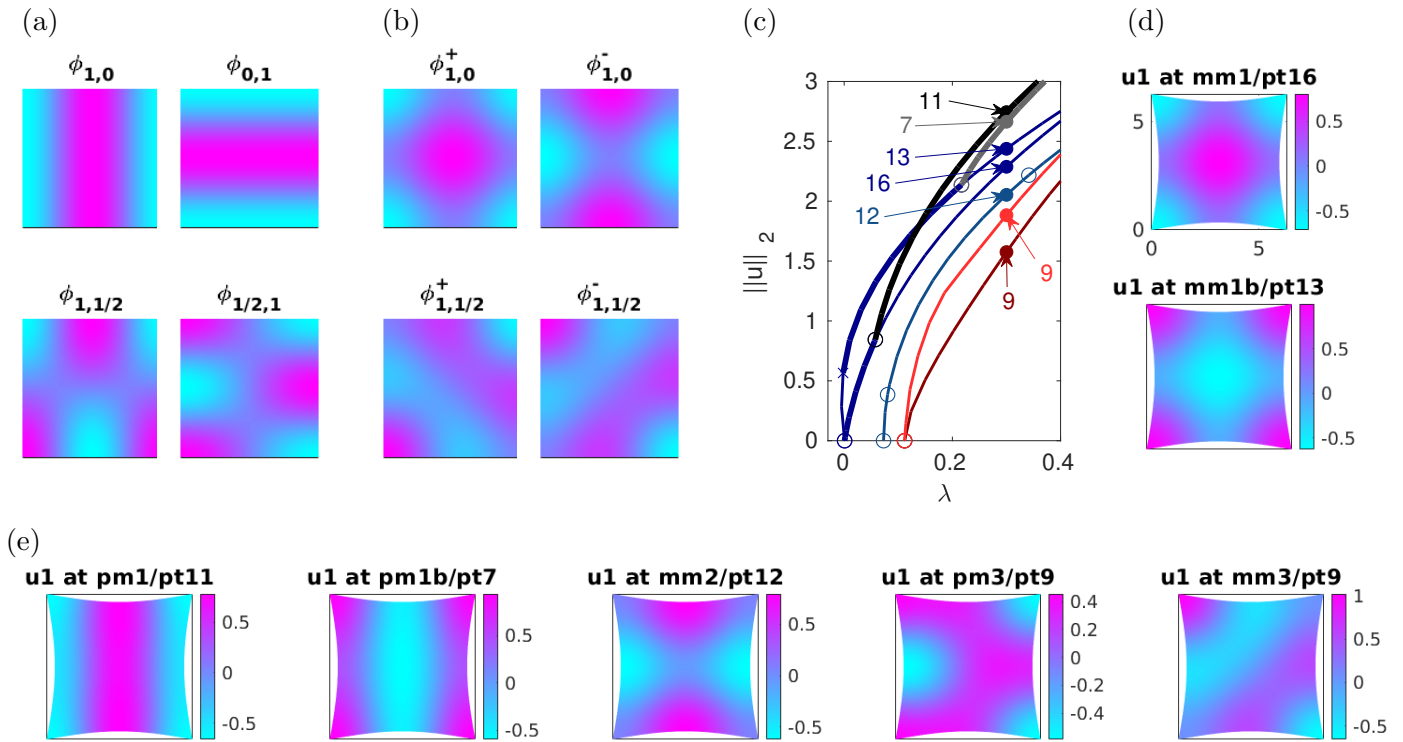 (a)
(b)
(c)
(d)
ϕ1,0
ϕ0,1
ϕ+1,0
ϕ-1,0
ϕ1,1/2
ϕ1/2,1
ϕ+1,1/2
ϕ-1,1/2
3
2.5
2
1.5
1
0.5
0
||u||2
0
0.2
0.4
λ
11
7
13
16
12
9
9
u1 at mm1/pt16
5
0
0
5
0.5
0
-0.5
u1 at mm1b/pt13
0.5
0
-0.5
(e)
u1 at pm1/pt11
0.5
0
-0.5
u1 at pm1b/pt7
0.5
0
-0.5
u1 at mm2/pt12
0.5
0
-0.5
u1 at pm3/pt9
0.4
0.2
0
-0.2
-0.4
u1 at mm3/pt9
1
0.5
0
-0.5